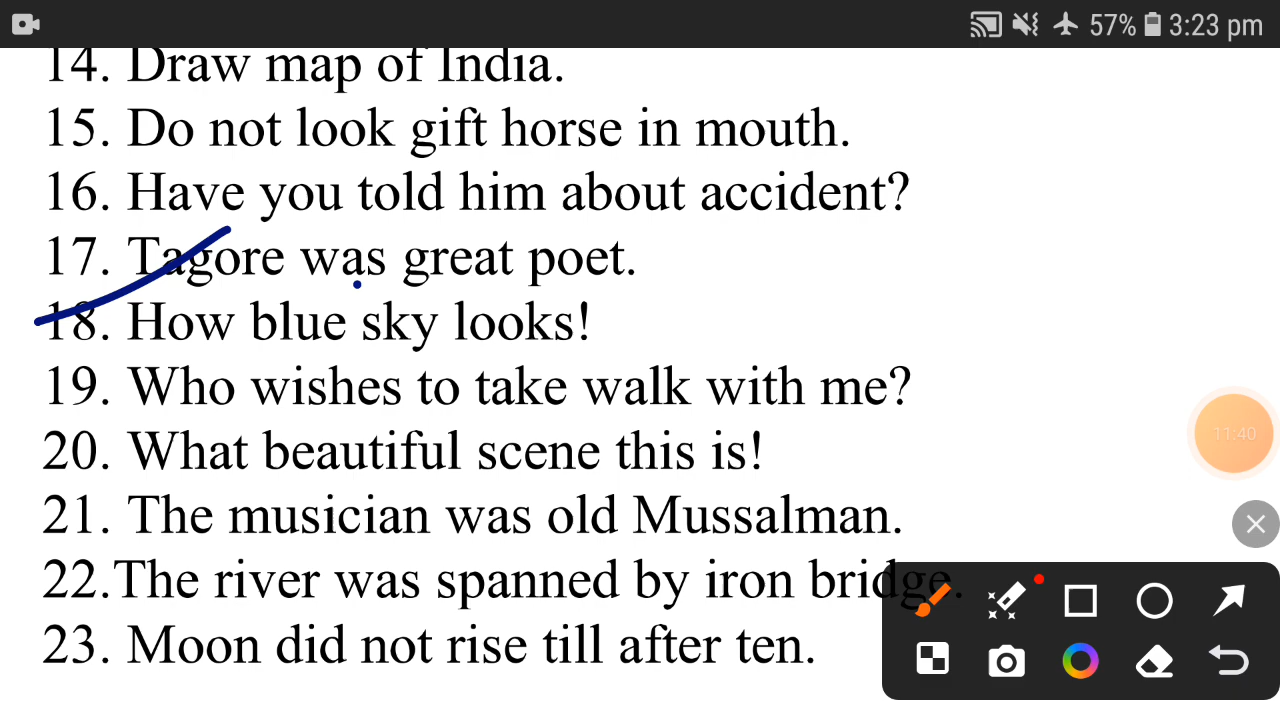 57% 3:23 pm
14. Draw map of India.
15. Do not look gift horse in mouth.
16. Have you told him about accident?
17. Tagore was great poet.
18. How blue sky looks!
19. Who wishes to take walk with me?
11:40
20. What beautiful scene this is!
21. The musician was old Mussalman.
22.The river was spanned by iron bridge.
23. Moon did not rise till after ten.